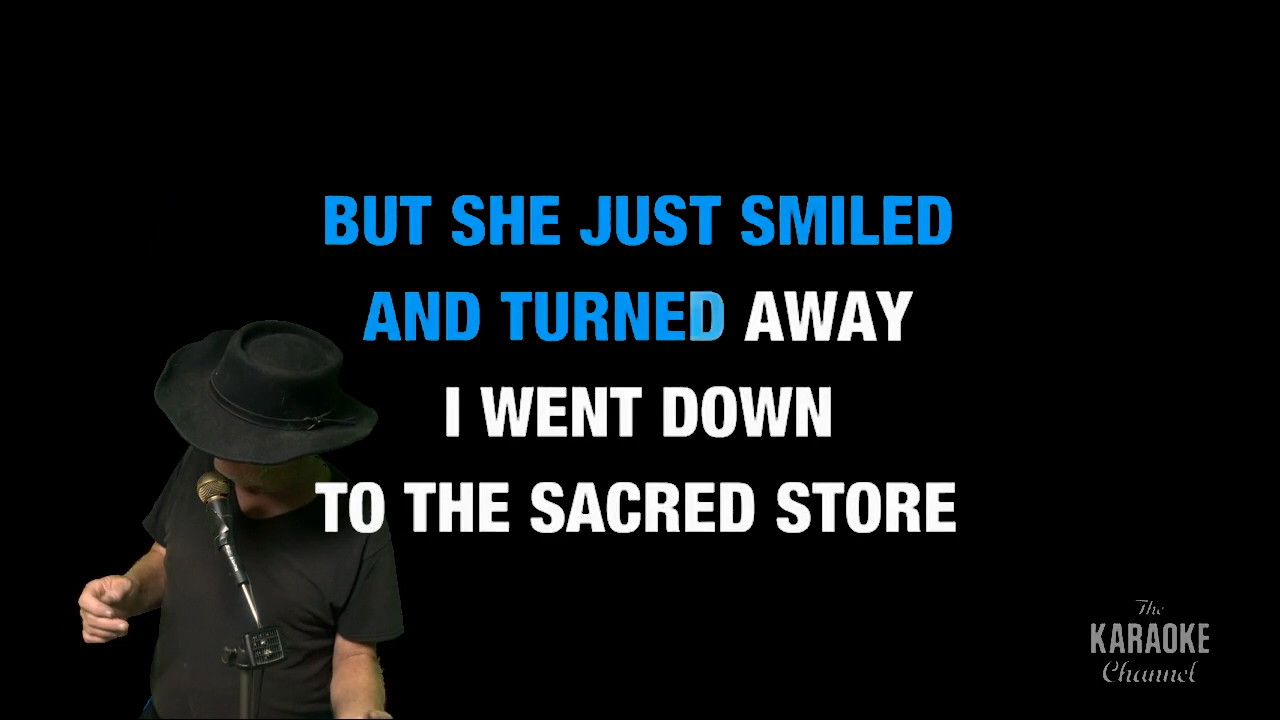 BUT SHE JUST SMILED
AND TURNED AWAY
I WENT DOWN
TO THE SACRED STORE
The
KARAOKE
Channel